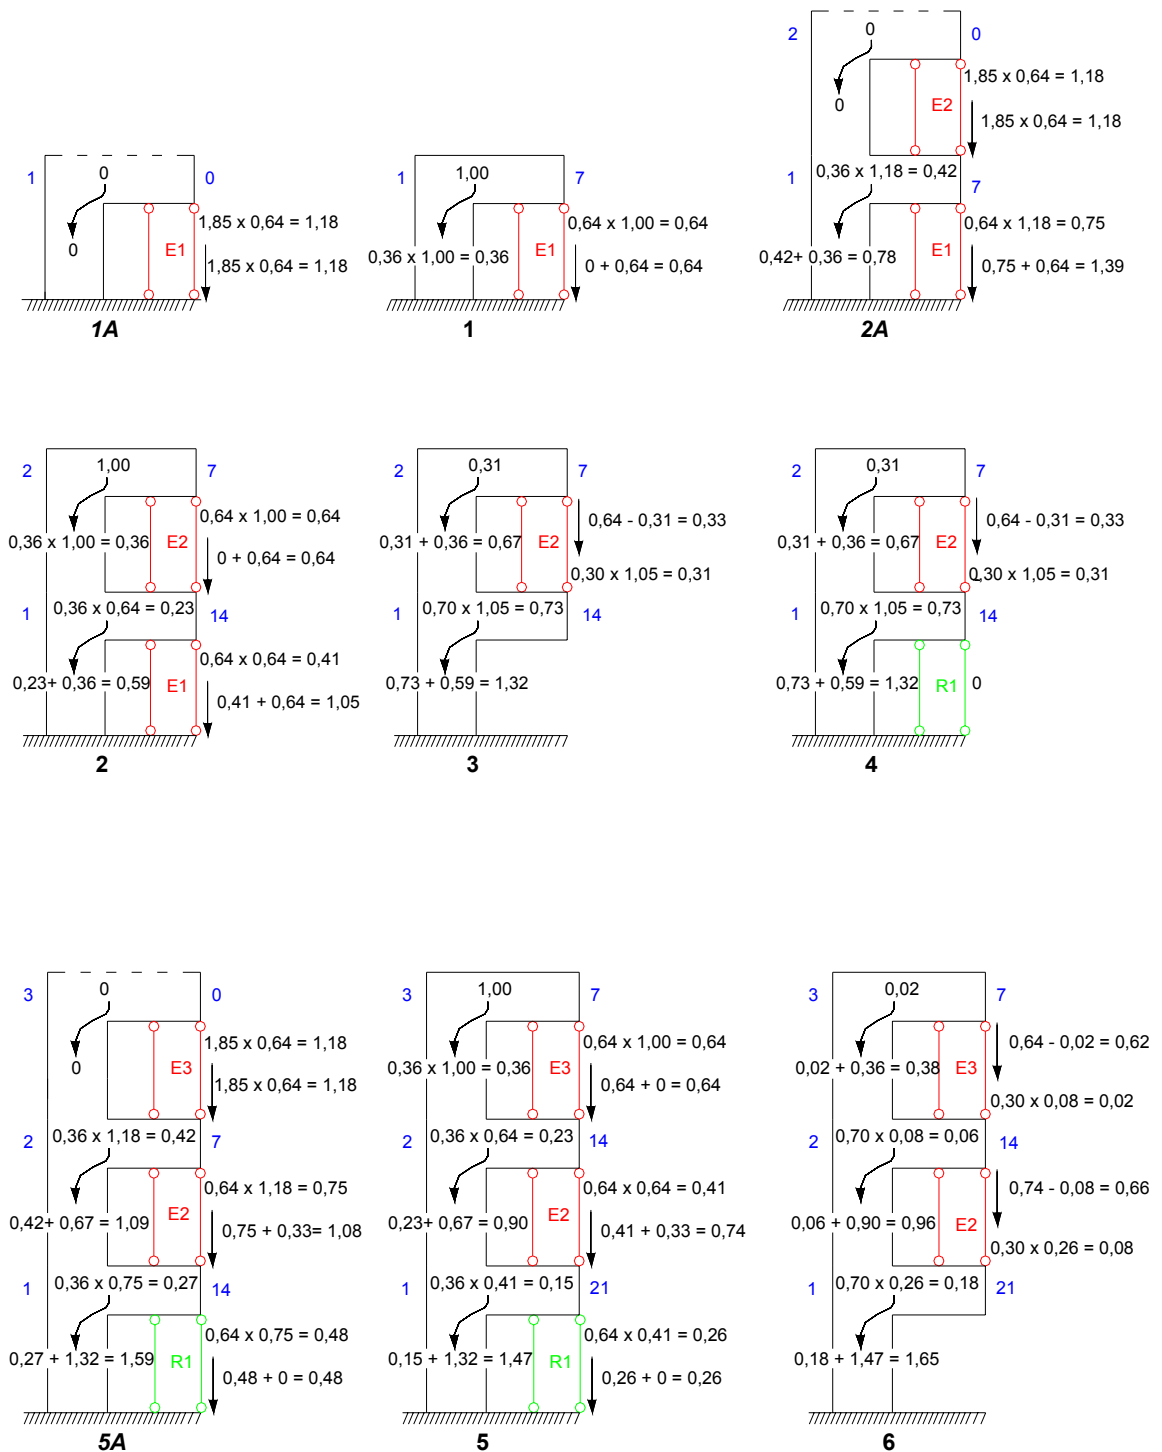 1
0
0
0
1,85 x 0,64 = 1,18
E1
1,85 x 0,64 = 1,18
1A
1
1,00
7
0,64 x 1,00 = 0,64
0,36 x 1,00 = 0,36
E1
0 + 0,64 = 0,64
1
2
0
0
1,85 x 0,64 = 1,18
0
E2
1,85 x 0,64 = 1,18
1
0,36 x 1,18 = 0,42
7
0,64 x 1,18 = 0,75
0,42+ 0,36 = 0,78
E1
0,75 + 0,64 = 1,39
2A
2
1,00
7
0,64 x 1,00 = 0,64
0,36 x 1,00 = 0,36
E2
0 + 0,64 = 0,64
1
0,36 x 0,64 = 0,23
14
0,64 x 0,64 = 0,41
0,23+ 0,36 = 0,59
E1
0,41 + 0,64 = 1,05
2
2
0,31
7
0,64 - 0,31 = 0,33
0,31 + 0,36 = 0,67
E2
0,30 x 1,05 = 0,31
1
0,70 x 1,05 = 0,73
14
0,73 + 0,59 = 1,32
3
2
0,31
7
0,64 - 0,31 = 0,33
0,31 + 0,36 = 0,67
E2
0,30 x 1,05 = 0,31
1
0,70 x 1,05 = 0,73
14
0,73 + 0,59 = 1,32
R1
0
4
3
0
0
1,85 x 0,64 = 1,18
0
E3
1,85 x 0,64 = 1,18
2
0,36 x 1,18 = 0,42
7
0,64 x 1,18 = 0,75
0,42+ 0,67 = 1,09
E2
0,75 + 0,33= 1,08
1
0,36 x 0,75 = 0,27
14
0,64 x 0,75 = 0,48
0,27 + 1,32 = 1,59
R1
0,48 + 0 = 0,48
5A
3
1,00
7
0,64 x 1,00 = 0,64
0,36 x 1,00 = 0,36
E3
0,64 + 0 = 0,64
2
0,36 x 0,64 = 0,23
14
0,64 x 0,64 = 0,41
0,23+ 0,67 = 0,90
E2
0,41 + 0,33 = 0,74
1
0,36 x 0,41 = 0,15
21
0,64 x 0,41 = 0,26
0,15 + 1,32 = 1,47
R1
0,26 + 0 = 0,26
5
3
0,02
7
0,64 - 0,02 = 0,62
0,02 + 0,36 = 0,38
E3
0,30 x 0,08 = 0,02
2
0,70 x 0,08 = 0,06
14
0,74 - 0,08 = 0,66
0,06 + 0,90 = 0,96
E2
0,30 x 0,26 = 0,08
1
0,70 x 0,26 = 0,18
21
0,18 + 1,47 = 1,65
6